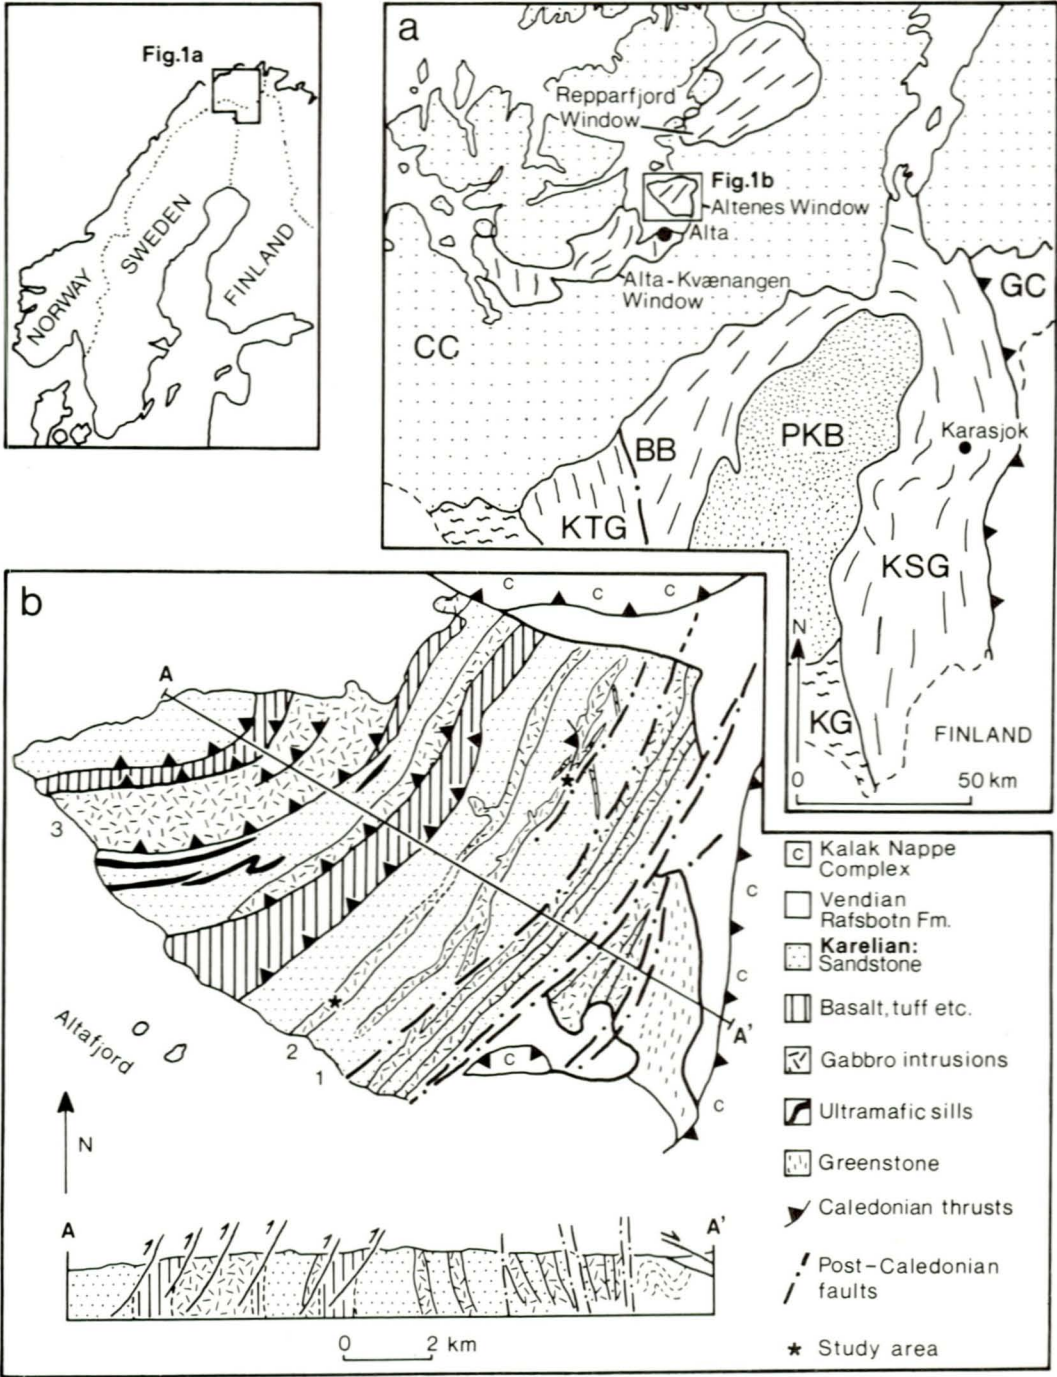 Fig.1a
NORWAY
SWEDEN
FINLAND
a
Repparfjord
Window
Fig.1b
Altenes Window
Alta
Alta-Kvænangen
Window
GC
CC
BB
PKB
Karasjok
KTG
KSG
N
KG
FINLAND
0 50 km
b
C
C
C
A
3
C
C
Altafjord
2
1
C
A'
C
N
A
A'
0 2 km
C Kalak Nappe
Complex
Vendian
Rafsbotn Fm.
Karelian:
Sandstone
Basalt, tuff etc.
Gabbro intrusions
Ultramafic sills
Greenstone
Caledonian thrusts
Post-Caledonian
faults
* Study area